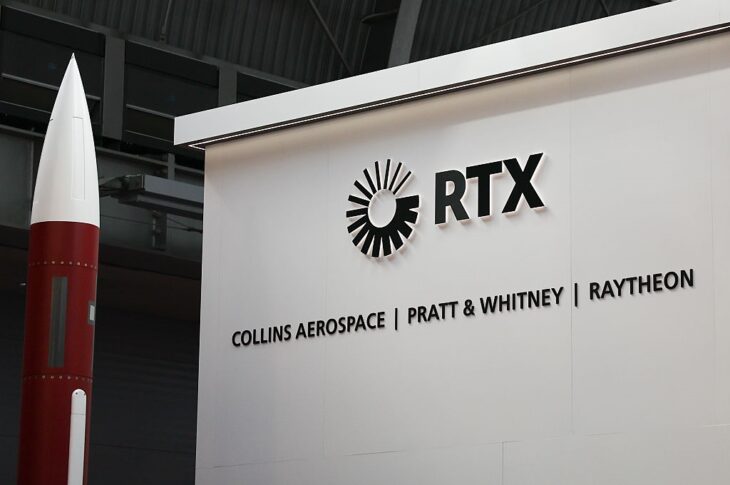 RTX
COLLINS AEROSPACE | PRATT & WHITNEY | RAYTHEON